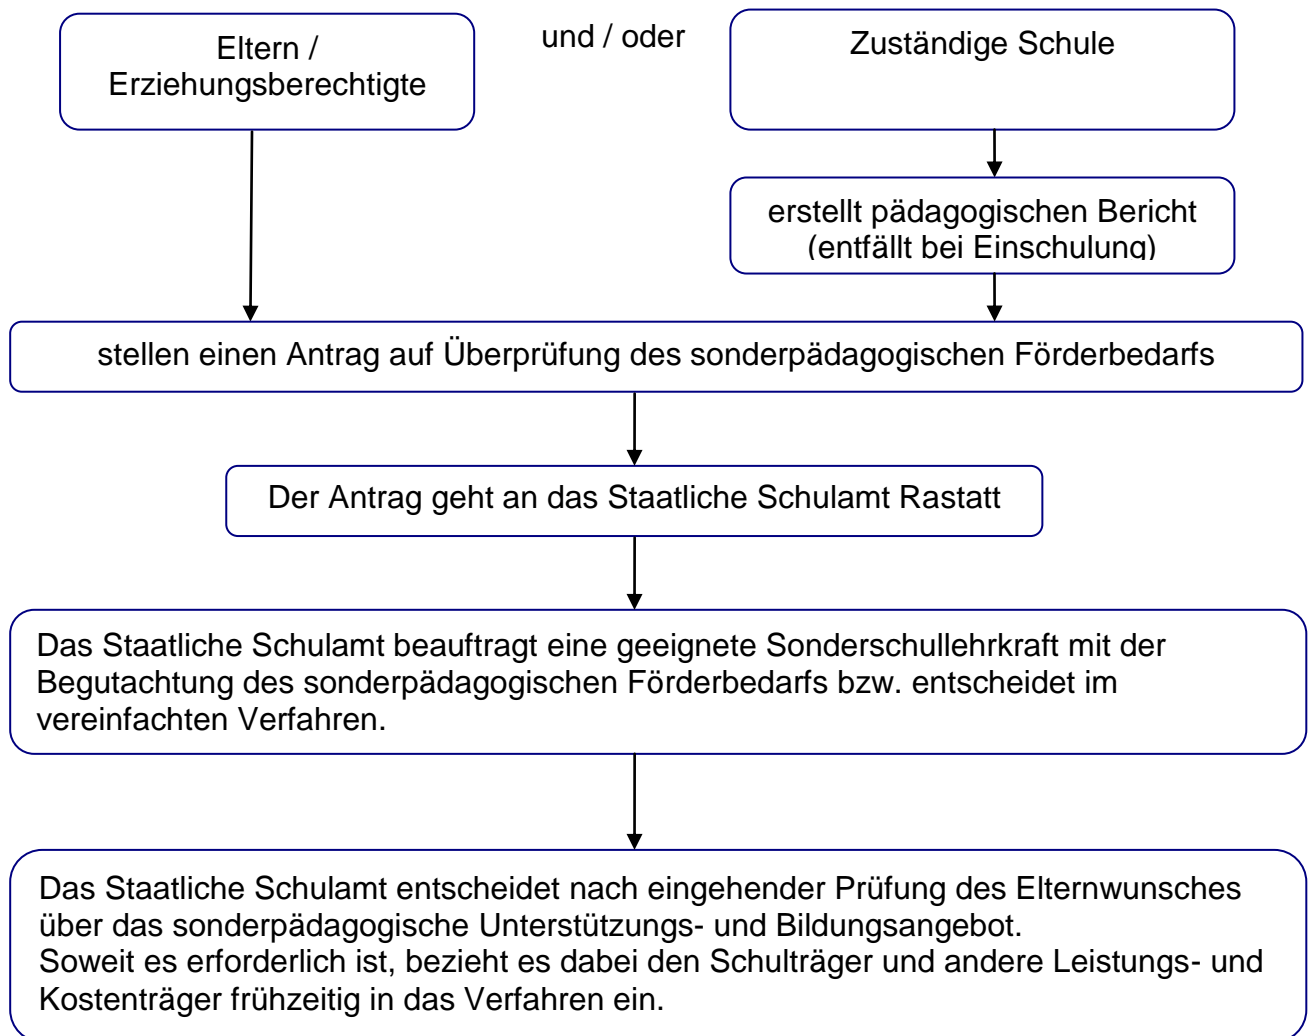 Eltern /
Erziehungsberechtigte
und / oder
Zuständige Schule
erstellt pädagogischen Bericht
(entfällt bei Einschulung)
stellen einen Antrag auf Überprüfung des sonderpädagogischen Förderbedarfs
Der Antrag geht an das Staatliche Schulamt Rastatt
Das Staatliche Schulamt beauftragt eine geeignete Sonderschullehrkraft mit der
Begutachtung des sonderpädagogischen Förderbedarfs bzw. entscheidet im
vereinfachten Verfahren.
Das Staatliche Schulamt entscheidet nach eingehender Prüfung des Elternwunsches
über das sonderpädagogische Unterstützungs- und Bildungsangebot.
Soweit es erforderlich ist, bezieht es dabei den Schulträger und andere Leistungs- und
Kostenträger frühzeitig in das Verfahren ein.